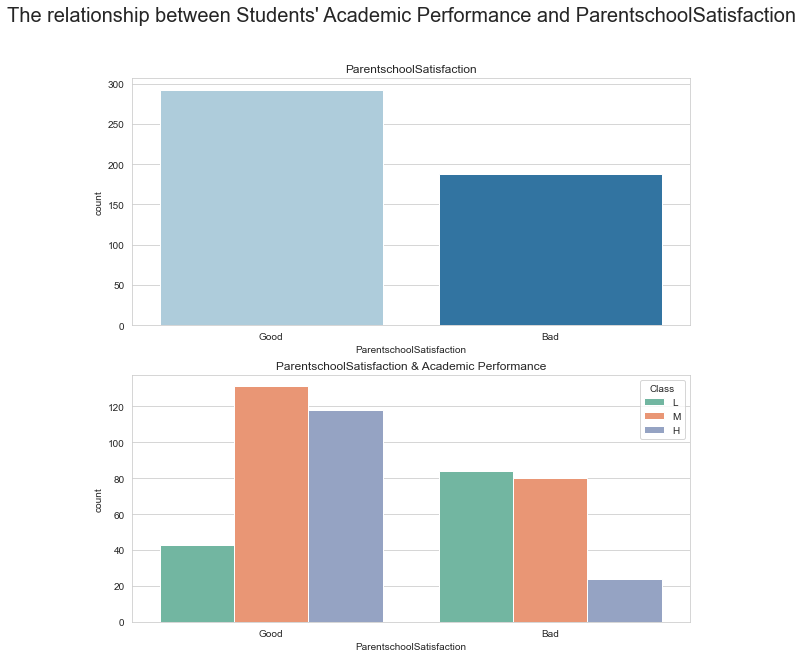 The relationship between Students' Academic Performance and ParentschoolSatisfaction
ParentschoolSatisfaction
300
250
200
150
100
50
0
count
Good
Bad
ParentschoolSatisfaction
ParentschoolSatisfaction & Academic Performance
Class
L
M
H
120
100
80
60
40
20
0
count
Good
Bad
ParentschoolSatisfaction